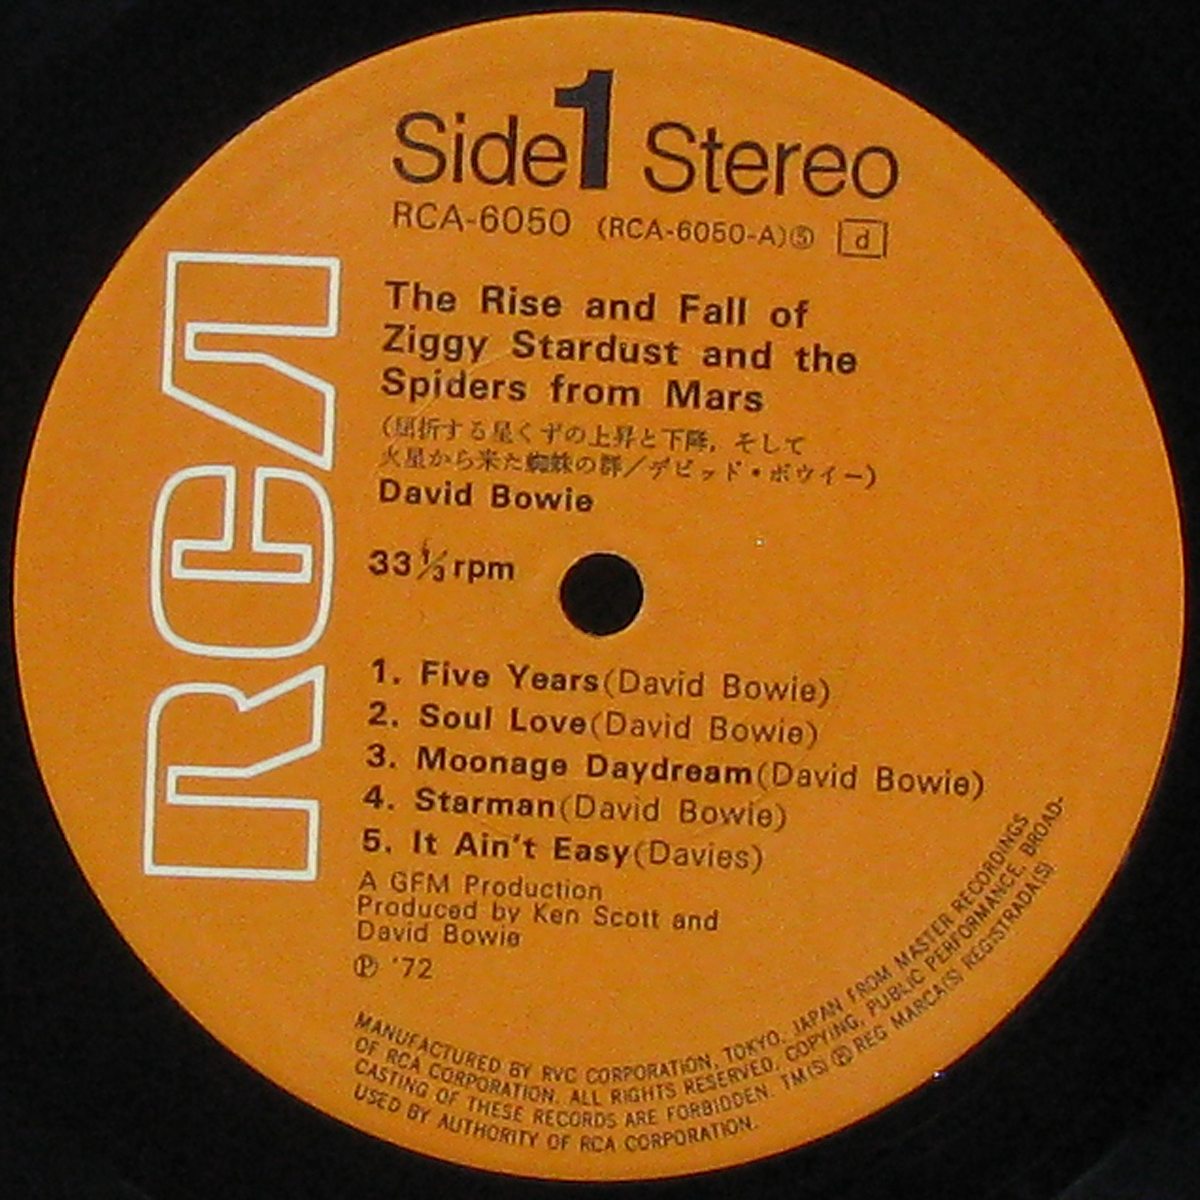 Side 1 Stereo
RCA-6050 (RCA-6050-A)⑤ d
RCA
The Rise and Fall of
Ziggy Stardust and the
Spiders from Mars
(屈折する星くずの上昇と下降，そして
火星から来た蜘蛛の群／デビッド・ボウイー)
David Bowie
33⅓rpm
1. Five Years(David Bowie)
2. Soul Love(David Bowie)
3. Moonage Daydream(David Bowie)
4. Starman(David Bowie)
5. It Ain't Easy(Davies)
A GFM Production
Produced by Ken Scott and
David Bowie
Ⓟ '72
MANUFACTURED BY RVC CORPORATION, TOKYO, JAPAN FROM MASTER RECORDINGS
OF RCA CORPORATION. ALL RIGHTS RESERVED, COPYING, PUBLIC PERFORMANCE, BROAD-
CASTING OF THESE RECORDS ARE FORBIDDEN. TM(S) ® REG MARCA(S) REGISTRADA(S)
USED BY AUTHORITY OF RCA CORPORATION.